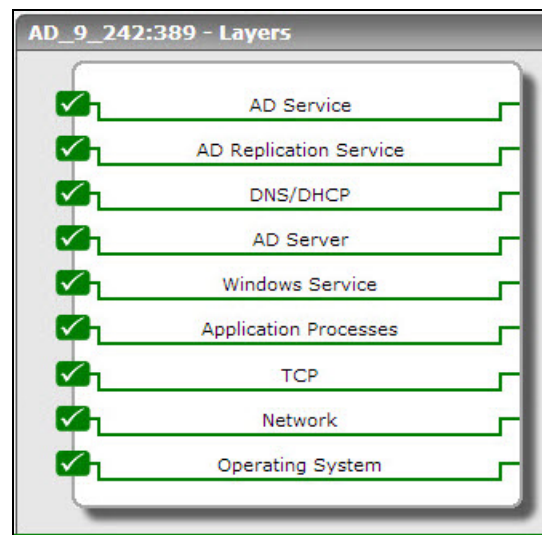 AD_9_242:389 - Layers
AD Service
AD Replication Service
DNS/DHCP
AD Server
Windows Service
Application Processes
TCP
Network
Operating System